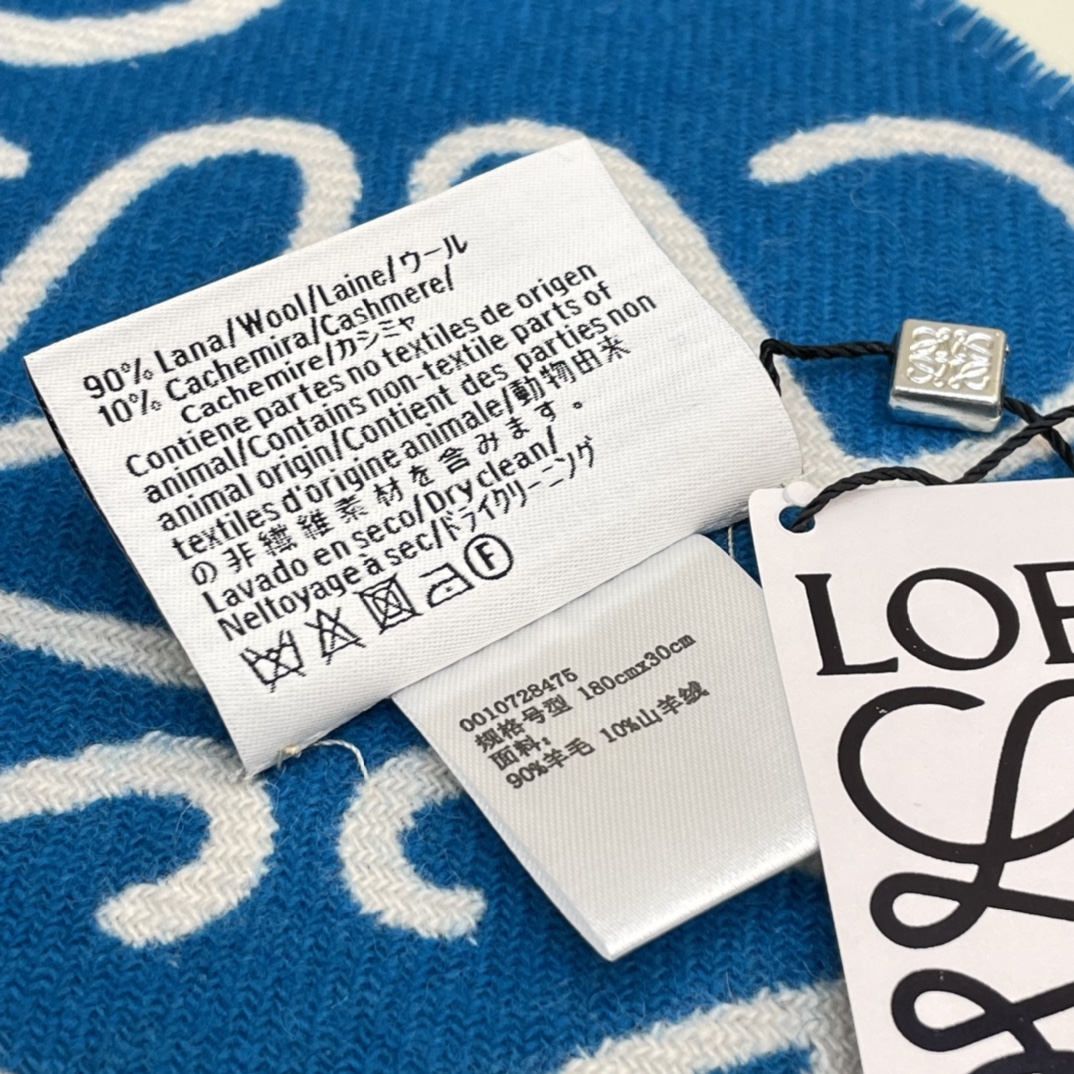 90% Lana/Wool/Laine/ウール
10% Cachemira/Cashmere/
Cachemire/カシミヤ
Contiene partes no textiles de origen
animal/Contains non-textile parts of
animal origin/Contient des parties non
textiles d'origine animale/動物由来
の非繊維素材を含みます。
Lavado en seco/Dry clean/
Neltoyage à sec/ドライクリーニング
F
0010728475
规格号型 180cmx30cm
面料:
90%羊毛 10%山羊绒
LOE